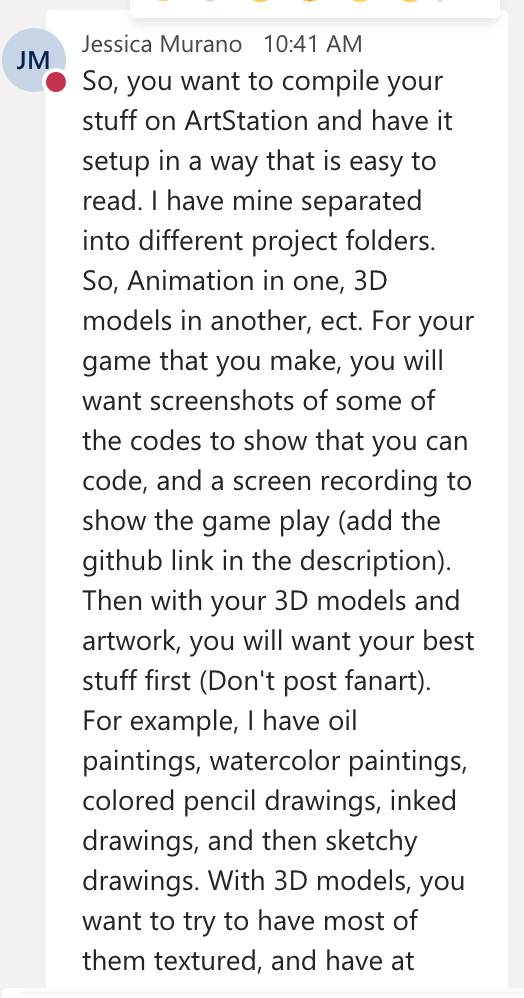 Jessica Murano 10:41 AM
JM
So, you want to compile your
stuff on ArtStation and have it
setup in a way that is easy to
read. I have mine separated
into different project folders.
So, Animation in one, 3D
models in another, ect. For your
game that you make, you will
want screenshots of some of
the codes to show that you can
code, and a screen recording to
show the game play (add the
github link in the description).
Then with your 3D models and
artwork, you will want your best
stuff first (Don't post fanart).
For example, I have oil
paintings, watercolor paintings,
colored pencil drawings, inked
drawings, and then sketchy
drawings. With 3D models, you
want to try to have most of
them textured, and have at